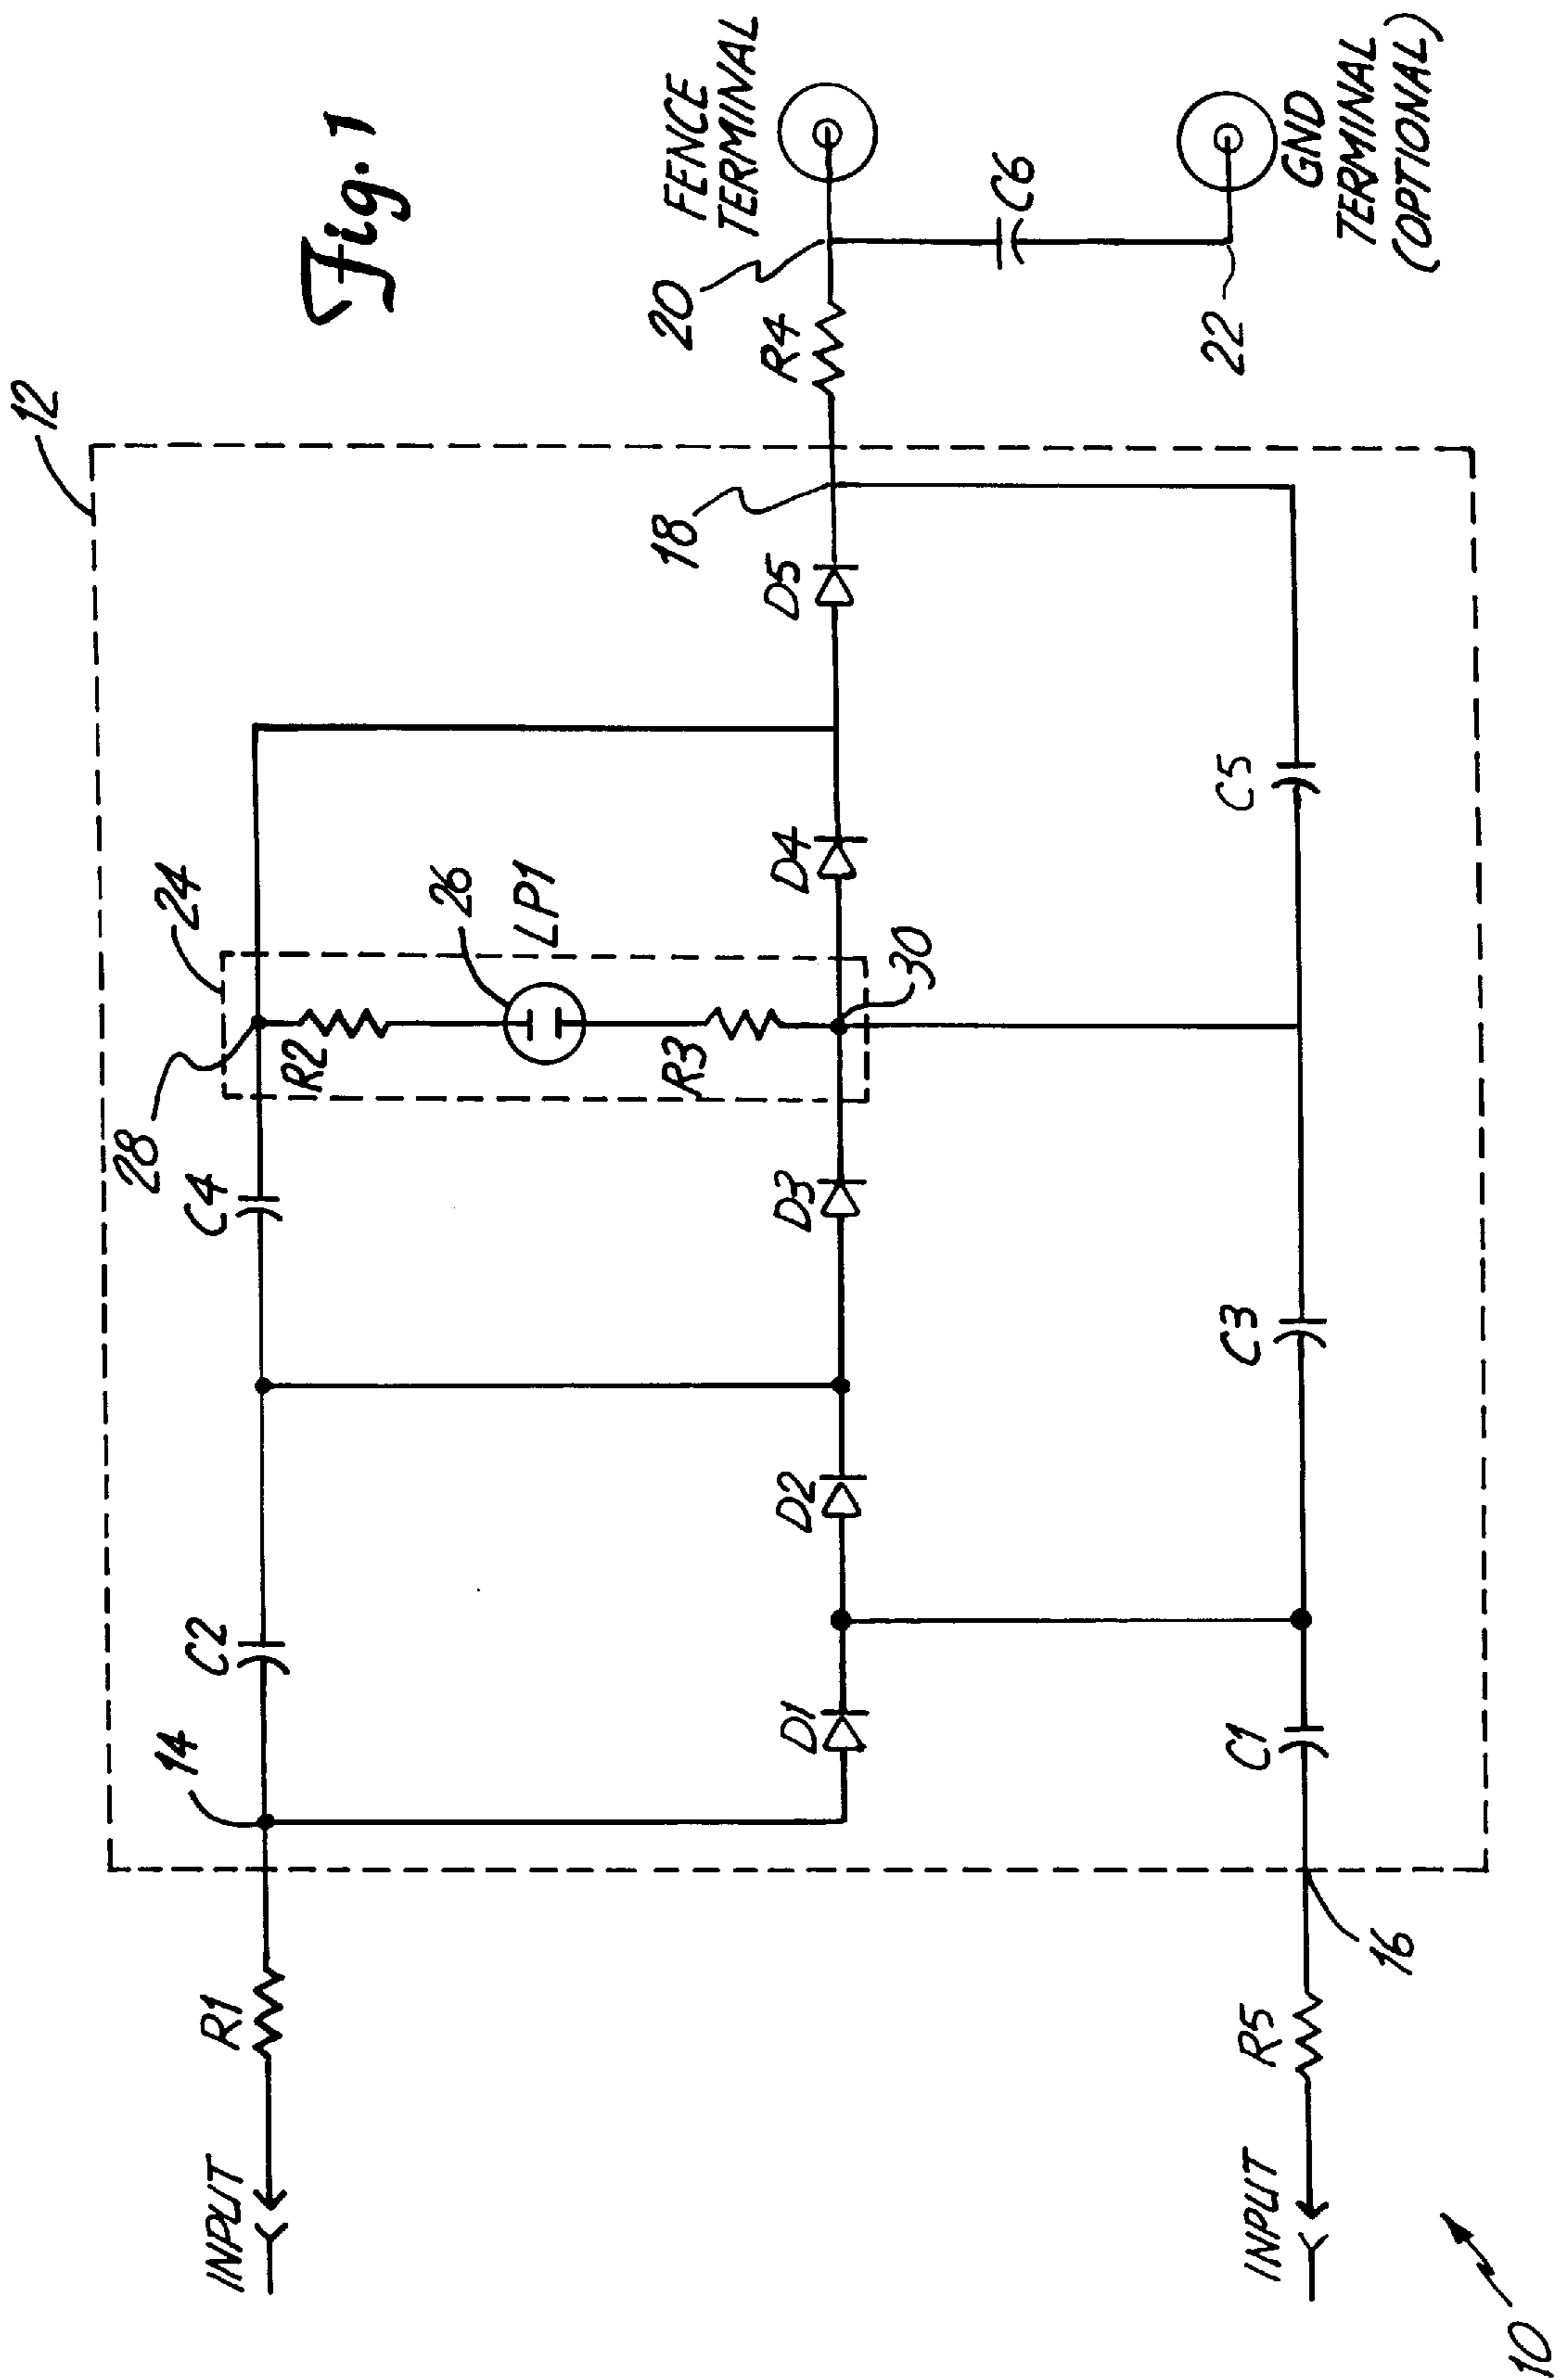 Fig. 1
12
14
C2
C4
28
24
R2
26
LP1
R3
30
R1
INPUT
D1
D2
D3
D4
D5
18
R4
20
FENCE
TERMINAL
C6
22
GND
TERMINAL
(OPTIONAL)
INPUT
R5
16
C1
C3
C5
10